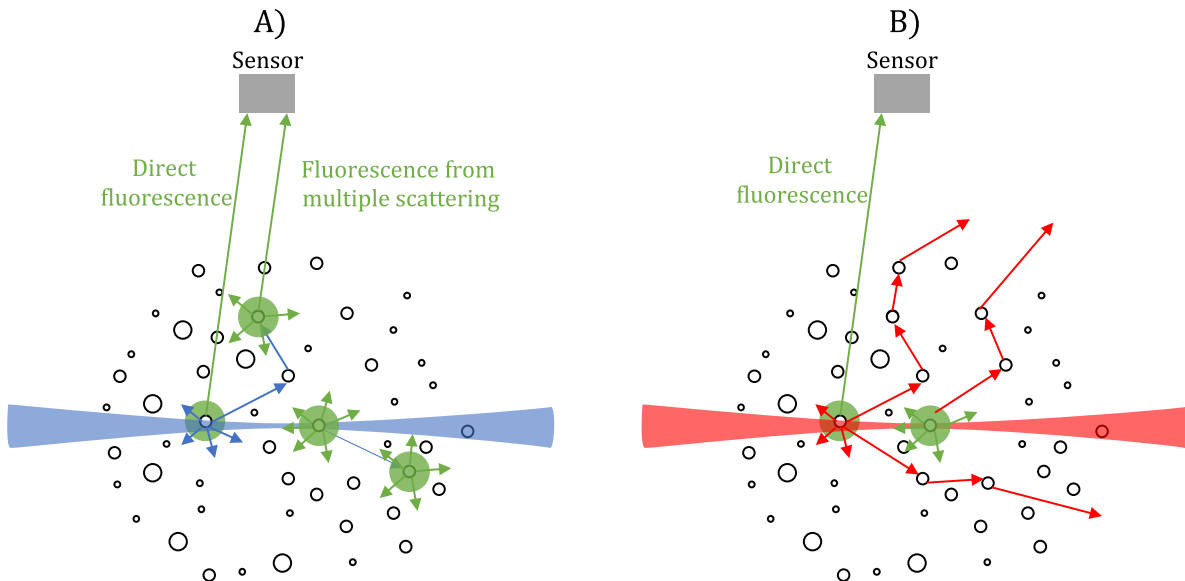 A)
Sensor
Direct
fluorescence
Fluorescence from
multiple scattering
B)
Sensor
Direct
fluorescence